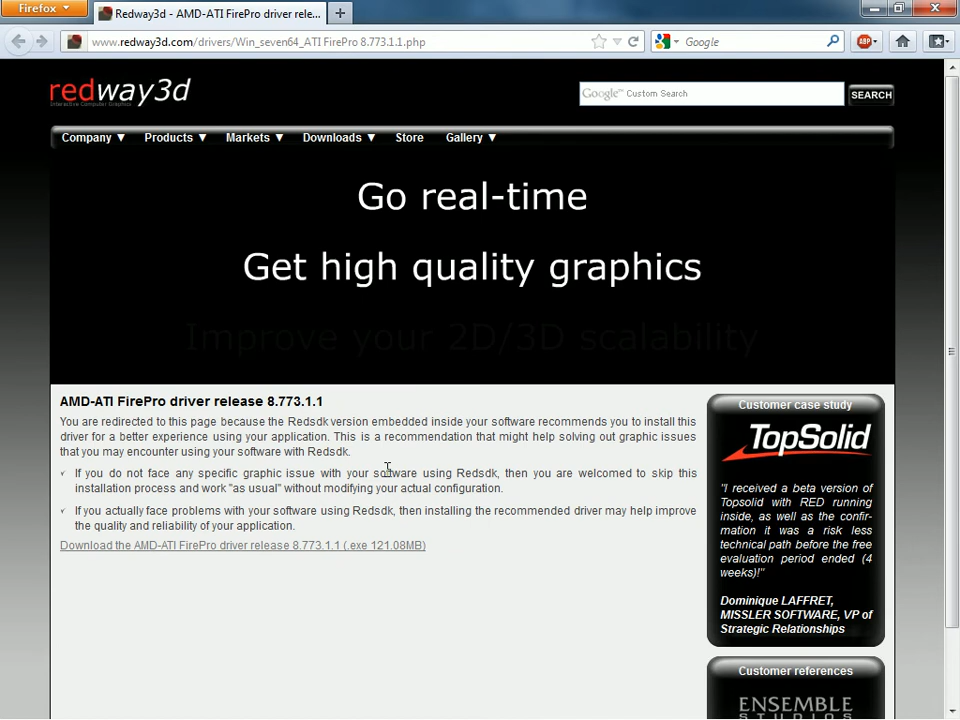 Firefox
Redway3d - AMD-ATI FirePro driver rele...
www.redway3d.com/drivers/Win_seven64_ATI FirePro 8.773.1.1.php
Google
ABP
redway3d
Interactive Computer Graphics
Google™ Custom Search
SEARCH
Company ▼ Products ▼ Markets ▼ Downloads ▼ Store Gallery ▼
Go real-time
Get high quality graphics
Improve your 2D/3D scalability
AMD-ATI FirePro driver release 8.773.1.1
You are redirected to this page because the Redsdk version embedded inside your software recommends you to install this
driver for a better experience using your application. This is a recommendation that might help solving out graphic issues
that you may encounter using your software with Redsdk.
If you do not face any specific graphic issue with your software using Redsdk, then you are welcomed to skip this
installation process and work "as usual" without modifying your actual configuration.
If you actually face problems with your software using Redsdk, then installing the recommended driver may help improve
the quality and reliability of your application.
Download the AMD-ATI FirePro driver release 8.773.1.1 (.exe 121.08MB)
Customer case study
TopSolid
"I received a beta version of
Topsolid with RED running
inside, as well as the confir-
mation it was a risk less
technical path before the free
evaluation period ended (4
weeks)!"
Dominique LAFFRET,
MISSLER SOFTWARE, VP of
Strategic Relationships
Customer references
ENSEMBLE
STUDIOS